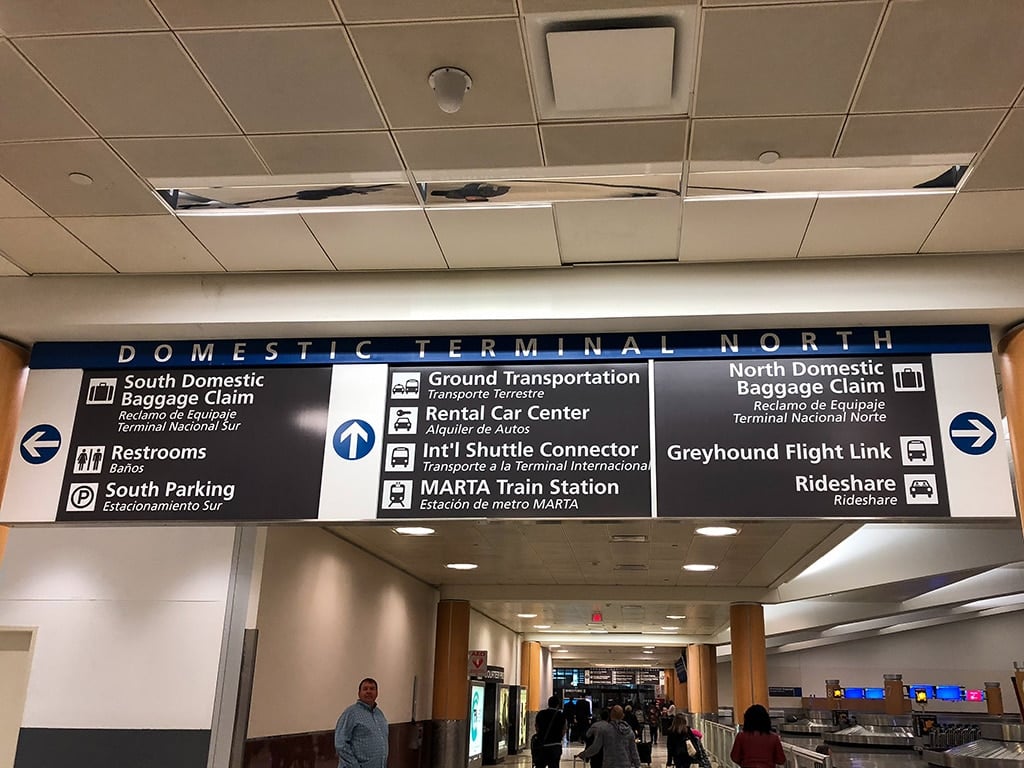 DOMESTIC TERMINAL NORTH
South Domestic
Baggage Claim
Reclamo de Equipaje
Terminal Nacional Sur
Restrooms
Baños
P
South Parking
Estacionamiento Sur
Ground Transportation
Transporte Terrestre
Rental Car Center
Alquiler de Autos
Int'l Shuttle Connector
Transporte a la Terminal Internacional
MARTA Train Station
Estación de metro MARTA
North Domestic
Baggage Claim
Reclamo de Equipaje
Terminal Nacional Norte
Greyhound Flight Link
Rideshare
Rideshare
AED